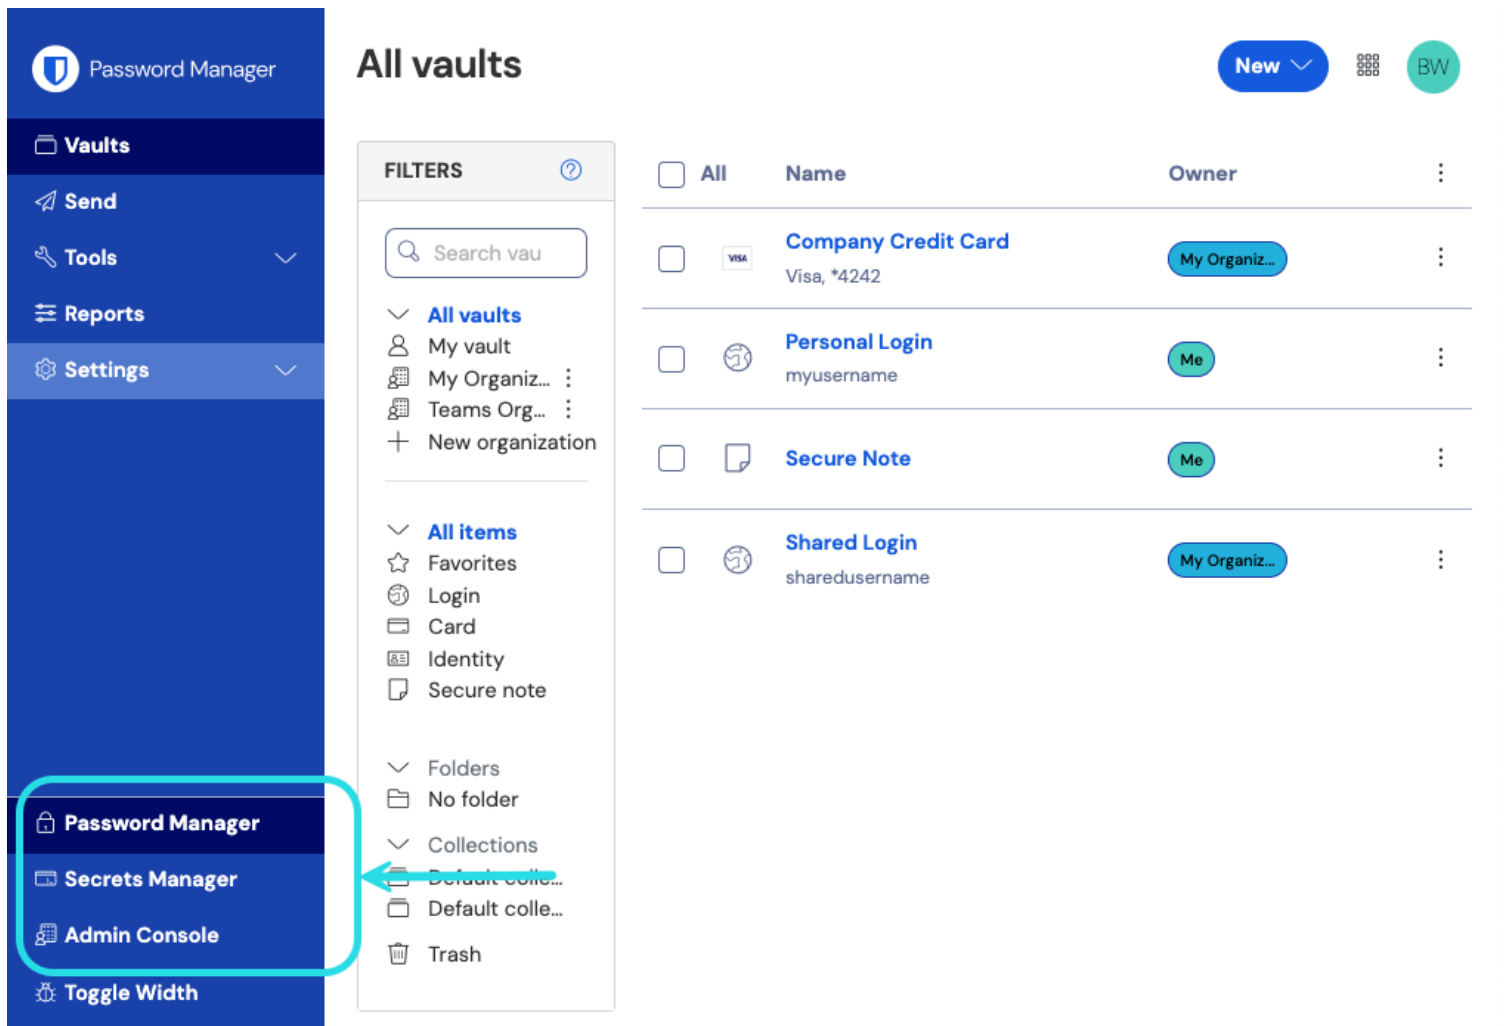 Password Manager
Vaults
Send
Tools
Reports
Settings
Password Manager
Secrets Manager
Admin Console
Toggle Width
All vaults
New
BW
FILTERS
Search vau
All vaults
My vault
My Organiz...
Teams Org...
New organization
All items
Favorites
Login
Card
Identity
Secure note
Folders
No folder
Collections
Default colle...
Default colle...
Trash
All Name Owner
VISA
Company Credit Card
Visa, *4242
My Organiz...
Personal Login
myusername
Me
Secure Note
Me
Shared Login
sharedusername
My Organiz...